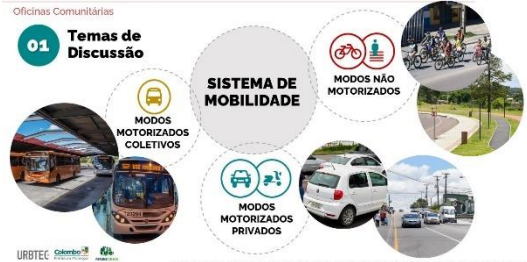 Oficinas Comunitárias
01
Temas de
Discussão
SISTEMA DE
MOBILIDADE
MODOS NÃO
MOTORIZADOS
MODOS
MOTORIZADOS
COLETIVOS
MODOS
MOTORIZADOS
PRIVADOS
URBTEC
Colombo